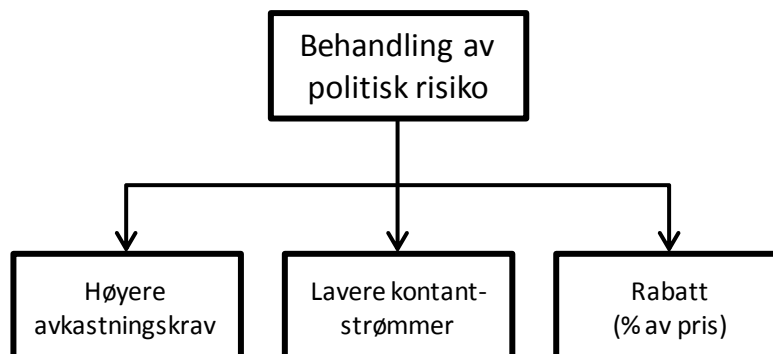 Behandling av
politisk risiko
Høyere
avkastningskrav
Lavere kontant-
strømmer
Rabatt
(% av pris)